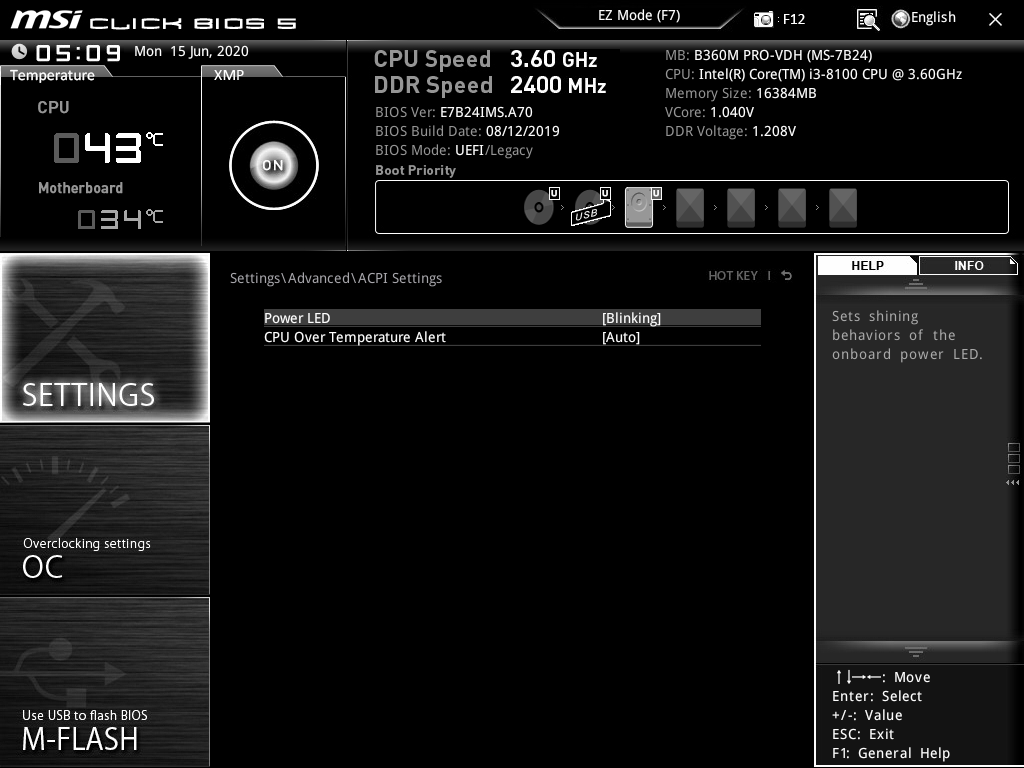 msi CLICK BIOS 5
EZ Mode (F7)
: F12
English
05:09 Mon 15 Jun, 2020
Temperature
CPU
043°C
Motherboard
034°C
XMP
ON
CPU Speed 3.60 GHz
DDR Speed 2400 MHz
BIOS Ver: E7B24IMS.A70
BIOS Build Date: 08/12/2019
BIOS Mode: UEFI/Legacy
Boot Priority
MB: B360M PRO-VDH (MS-7B24)
CPU: Intel(R) Core(TM) i3-8100 CPU @ 3.60GHz
Memory Size: 16384MB
VCore: 1.040V
DDR Voltage: 1.208V
U
U
U
USB
SETTINGS
Overclocking settings
OC
Use USB to flash BIOS
M-FLASH
Settings\Advanced\ACPI Settings
HOT KEY |
Power LED [Blinking]
CPU Over Temperature Alert [Auto]
HELP
INFO
Sets shining
behaviors of the
onboard power LED.
↑↓→←: Move
Enter: Select
+/-: Value
ESC: Exit
F1: General Help